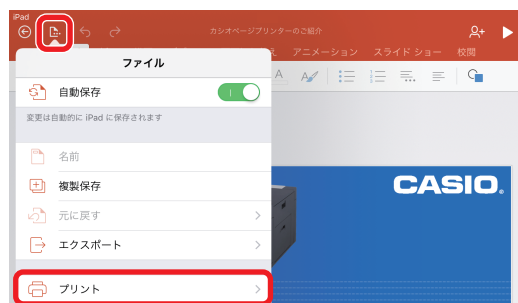 iPad
カシオページプリンターのご紹介
え アニメーション スライド ショー 校閲
ファイル
自動保存
変更は自動的に iPad に保存されます
名前
複製保存
元に戻す
エクスポート
プリント
CASIO.